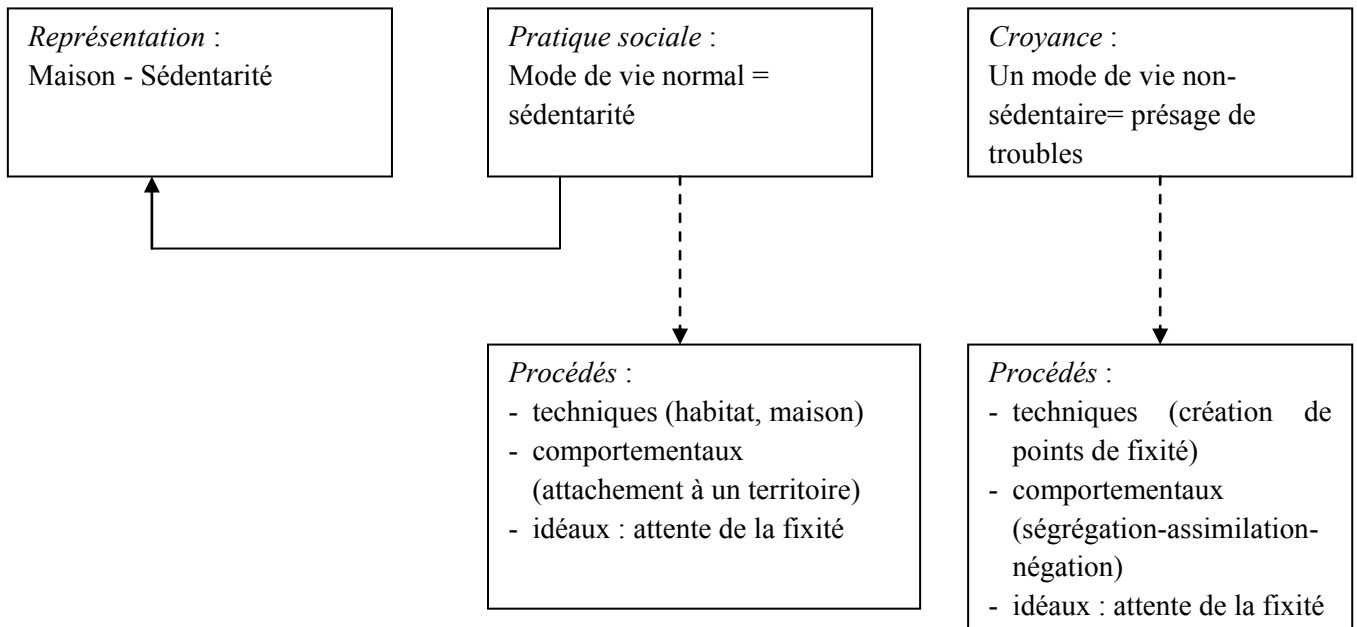 Représentation :
Maison - Sédentarité
Pratique sociale :
Mode de vie normal =
sédentarité
Croyance :
Un mode de vie non-
sédentaire= présage de
troubles
Procédés :
- techniques (habitat, maison)
- comportementaux
(attachement à un territoire)
- idéaux : attente de la fixité
Procédés :
- techniques (création de
points de fixité)
- comportementaux
(ségrégation-assimilation-
négation)
- idéaux : attente de la fixité